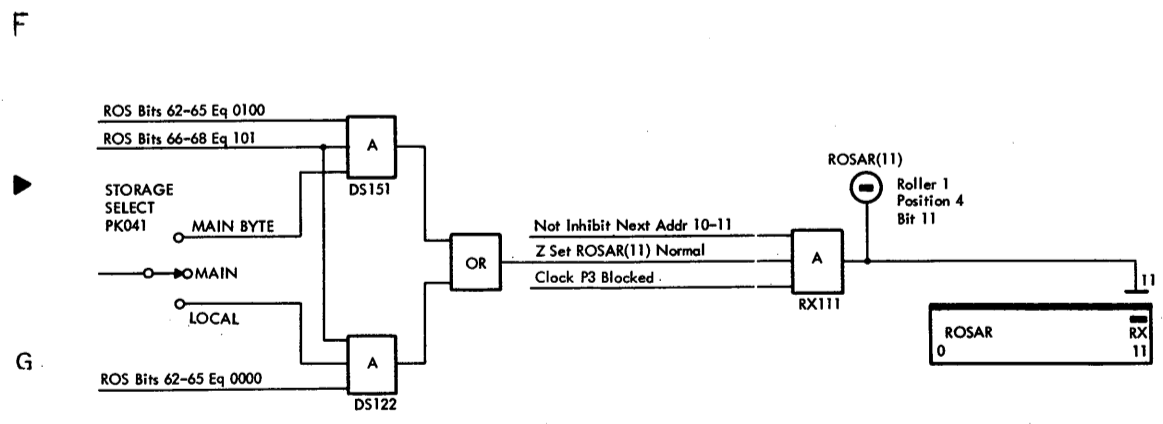 F
ROS Bits 62-65 Eq 0100
ROS Bits 66-68 Eq 101
A
DS151
STORAGE
SELECT
PK041
MAIN BYTE
MAIN
LOCAL
OR
A
DS122
G
ROS Bits 62-65 Eq 0000
Not Inhibit Next Addr 10-11
Z Set ROSAR(11) Normal
Clock P3 Blocked
A
RX111
ROSAR(11)
Roller 1
Position 4
Bit 11
11
ROSAR
RX
0
11